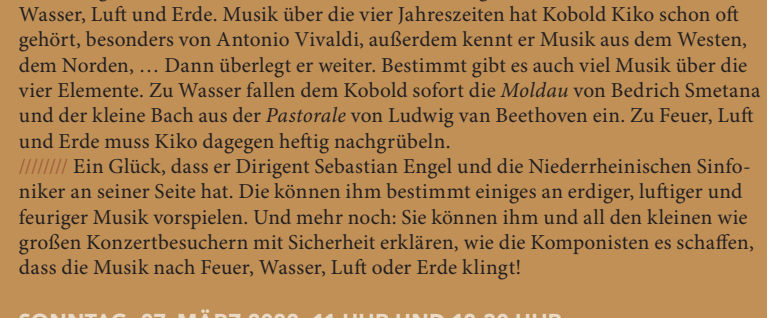 Wasser, Luft und Erde. Musik über die vier Jahreszeiten hat Kobold Kiko schon oft
gehört, besonders von Antonio Vivaldi, außerdem kennt er Musik aus dem Westen,
dem Norden, … Dann überlegt er weiter. Bestimmt gibt es auch viel Musik über die
vier Elemente. Zu Wasser fallen dem Kobold sofort die Moldau von Bedrich Smetana
und der kleine Bach aus der Pastorale von Ludwig van Beethoven ein. Zu Feuer, Luft
und Erde muss Kiko dagegen heftig nachgrübeln.
//////// Ein Glück, dass er Dirigent Sebastian Engel und die Niederrheinischen Sinfo-
niker an seiner Seite hat. Die können ihm bestimmt einiges an erdiger, luftiger und
feuriger Musik vorspielen. Und mehr noch: Sie können ihm und all den kleinen wie
großen Konzertbesuchern mit Sicherheit erklären, wie die Komponisten es schaffen,
dass die Musik nach Feuer, Wasser, Luft oder Erde klingt!
SONNTAG, 27. MÄRZ 11 UHR UND UHR